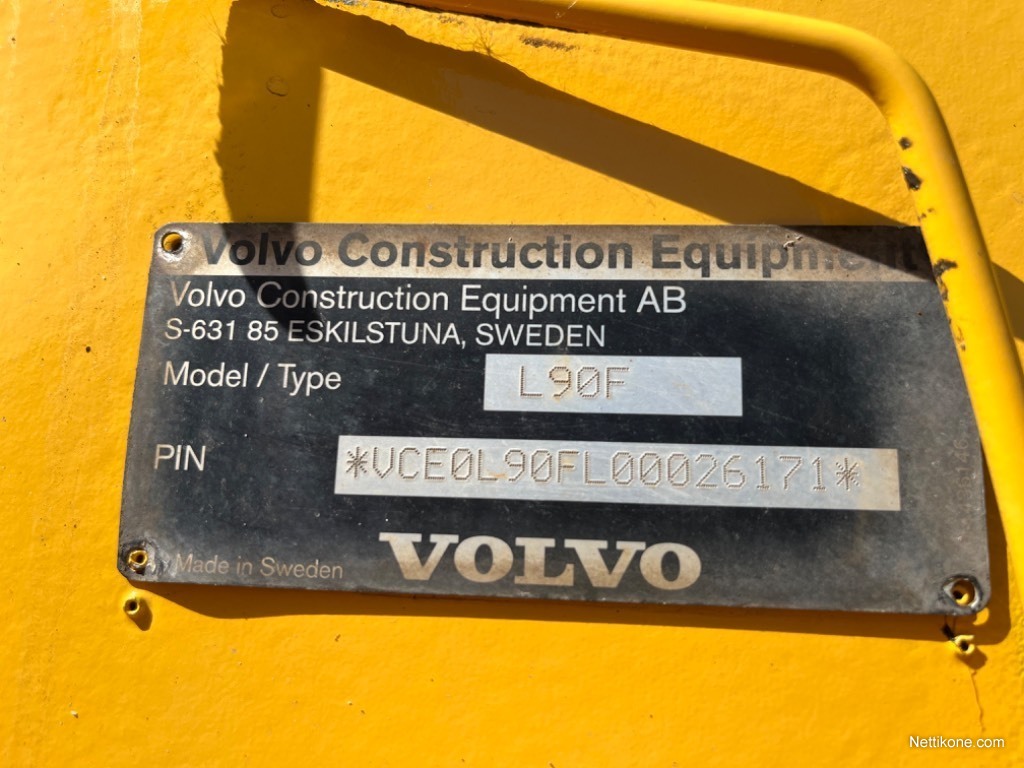 Volvo Construction Equipment
Volvo Construction Equipment AB
S-631 85 ESKILSTUNA, SWEDEN
Model / Type L90F
PIN *VCE0L90FL00026171*
Made in Sweden VOLVO
Nettikone.com